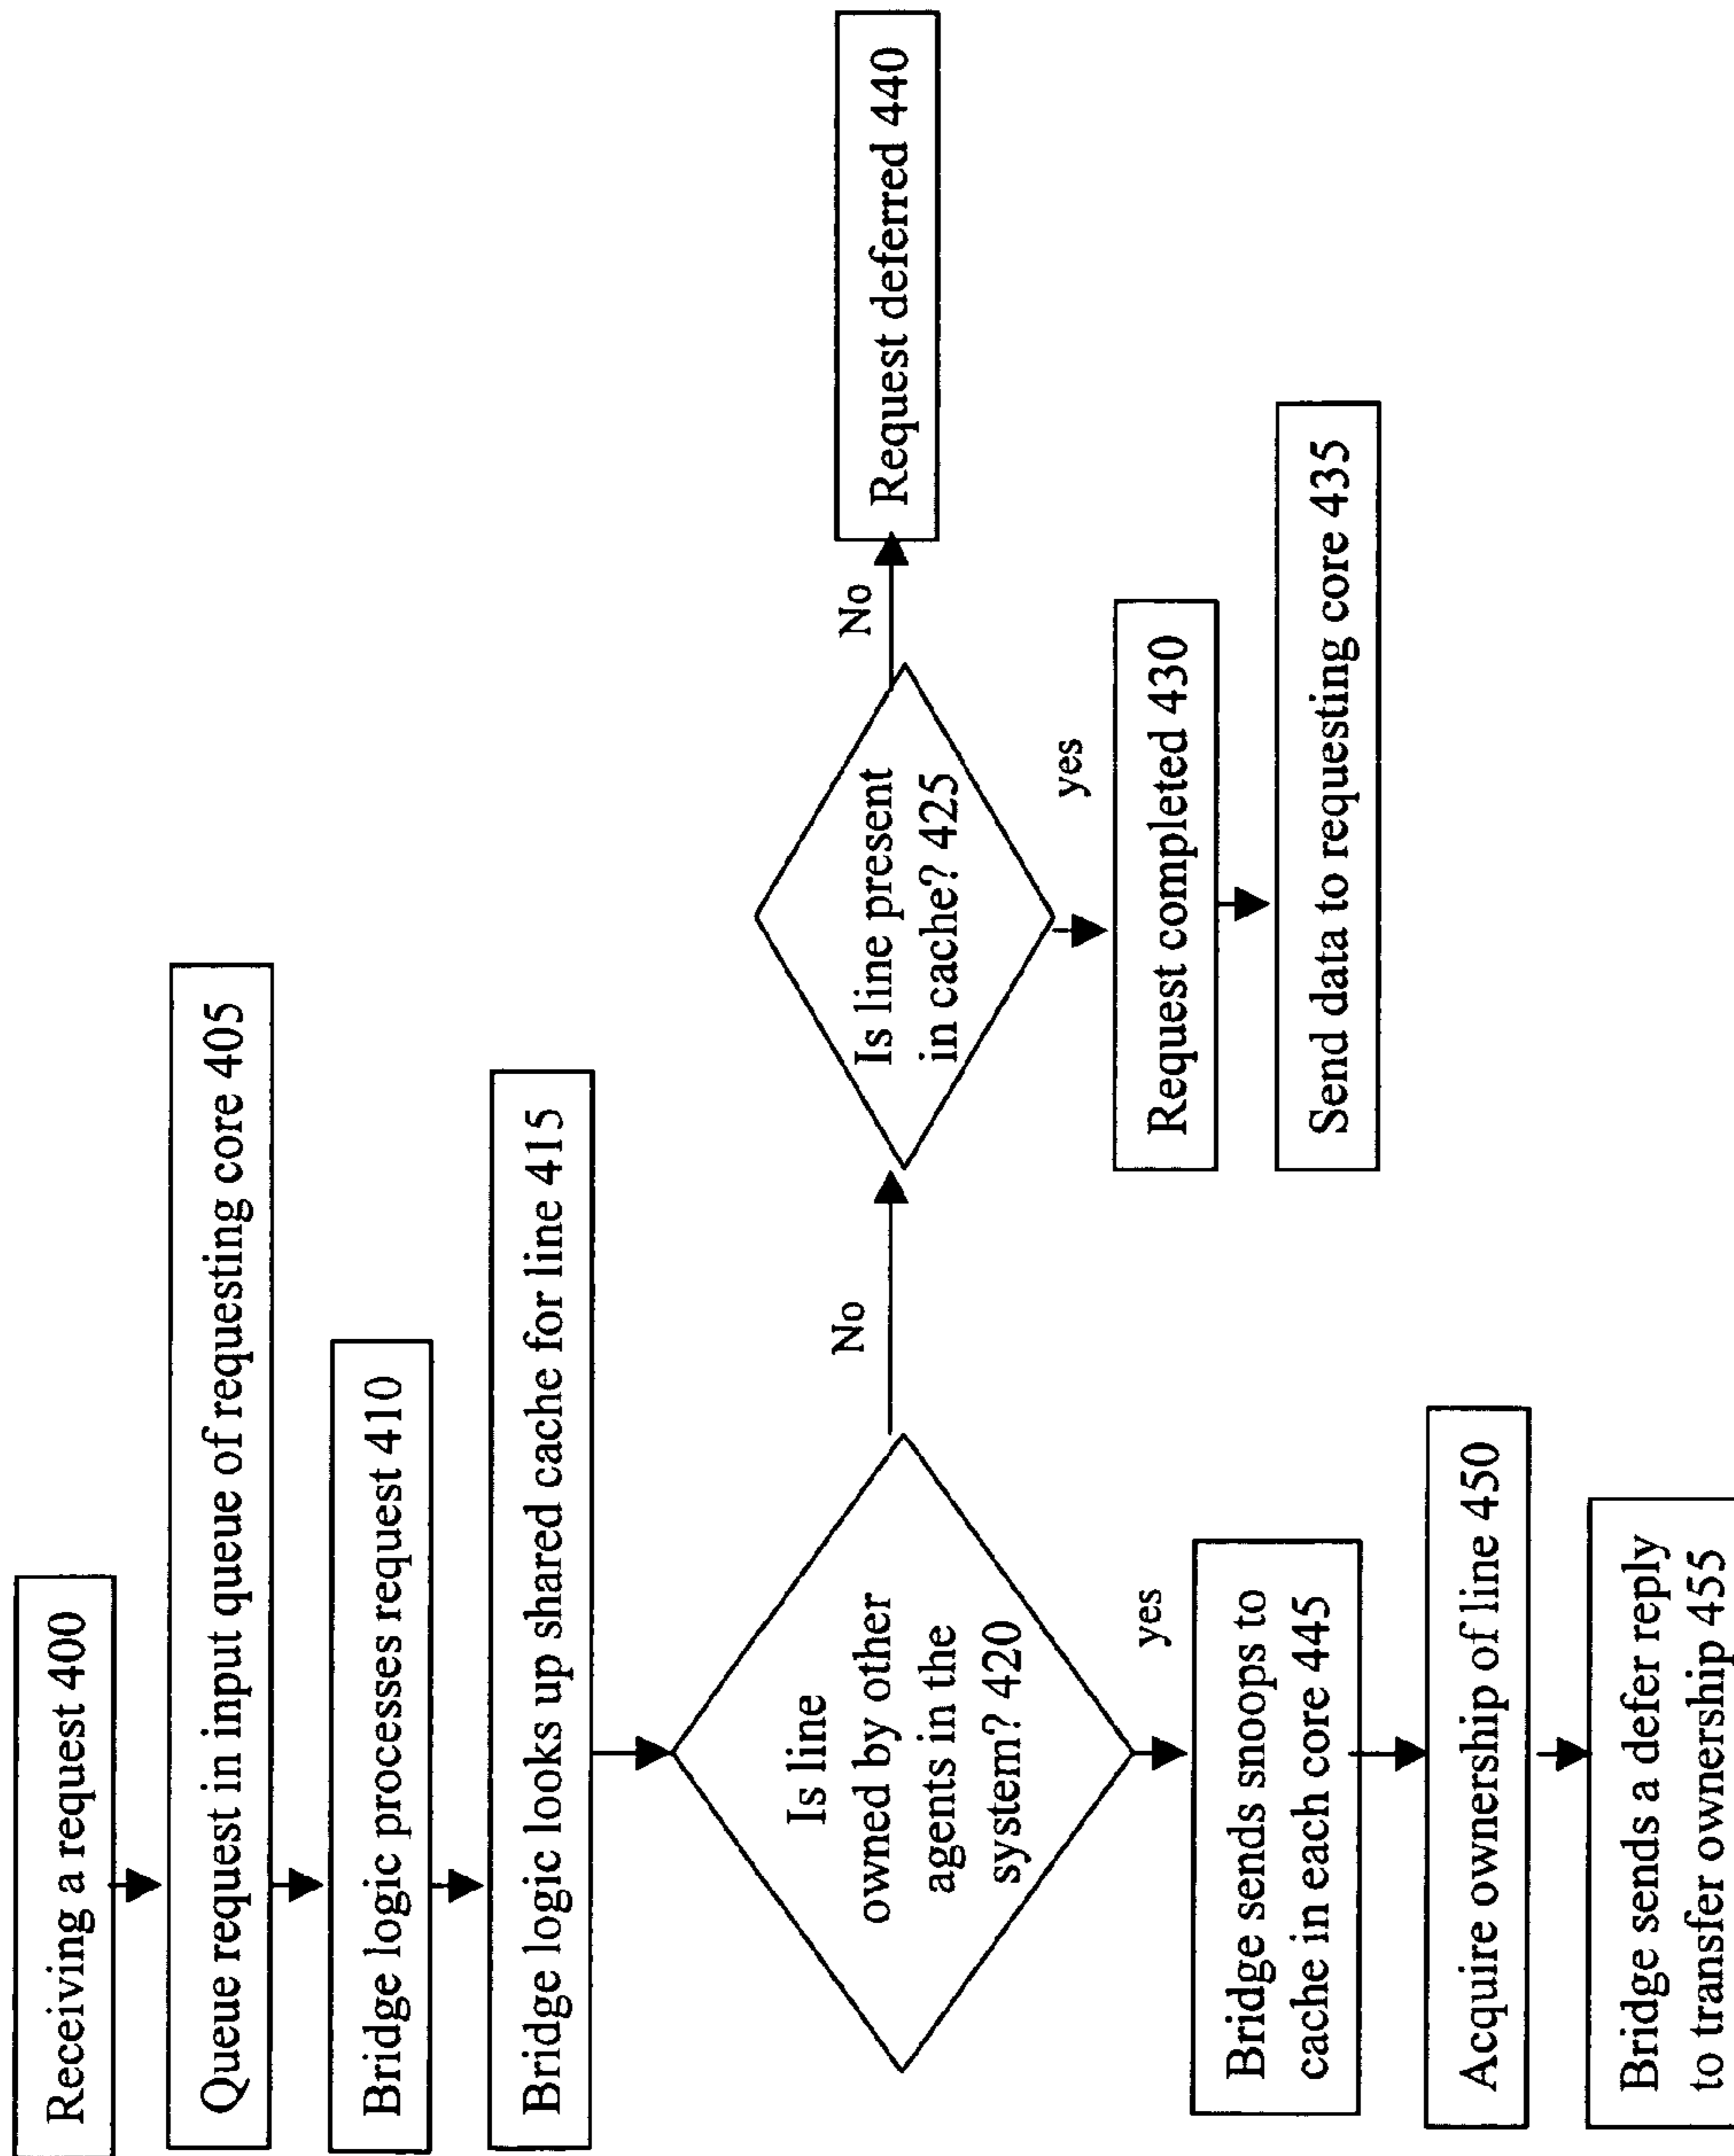 Receiving a request 400
Queue request in input queue of requesting core 405
Bridge logic processes request 410
Bridge logic looks up shared cache for line 415
Is line
owned by other
agents in the
system? 420
No
Is line present
in cache? 425
No
Request deferred 440
yes
Request completed 430
Send data to requesting core 435
yes
Bridge sends snoops to
cache in each core 445
Acquire ownership of line 450
Bridge sends a defer reply
to transfer ownership 455